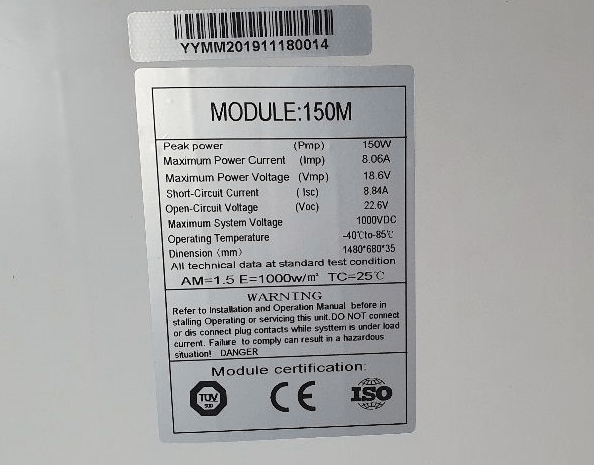 YYMM201911180014
MODULE:150M
Peak power (Pmp) 150W
Maximum Power Current (Imp) 8.06A
Maximum Power Voltage (Vmp) 18.6V
Short-Circuit Current ( Isc) 8.84A
Open-Circuit Voltage (Voc) 22.6V
Maximum System Voltage 1000VDC
Operating Temperature -40℃to-85℃
Dinension (mm) 1480*680*35
All technical data at standard test condition
AM=1.5 E=1000w/m² TC=25℃
WARNTNG
Refer to Installation and Operation Manual before in
stalling Operating or servicing this unit.DO NOT connect
or dis connect plug contacts while systtem is under load
current. Failure to comply can result in a hazardous
situation! DANGER
Module certification:
TUV
SUD
CE
ISO